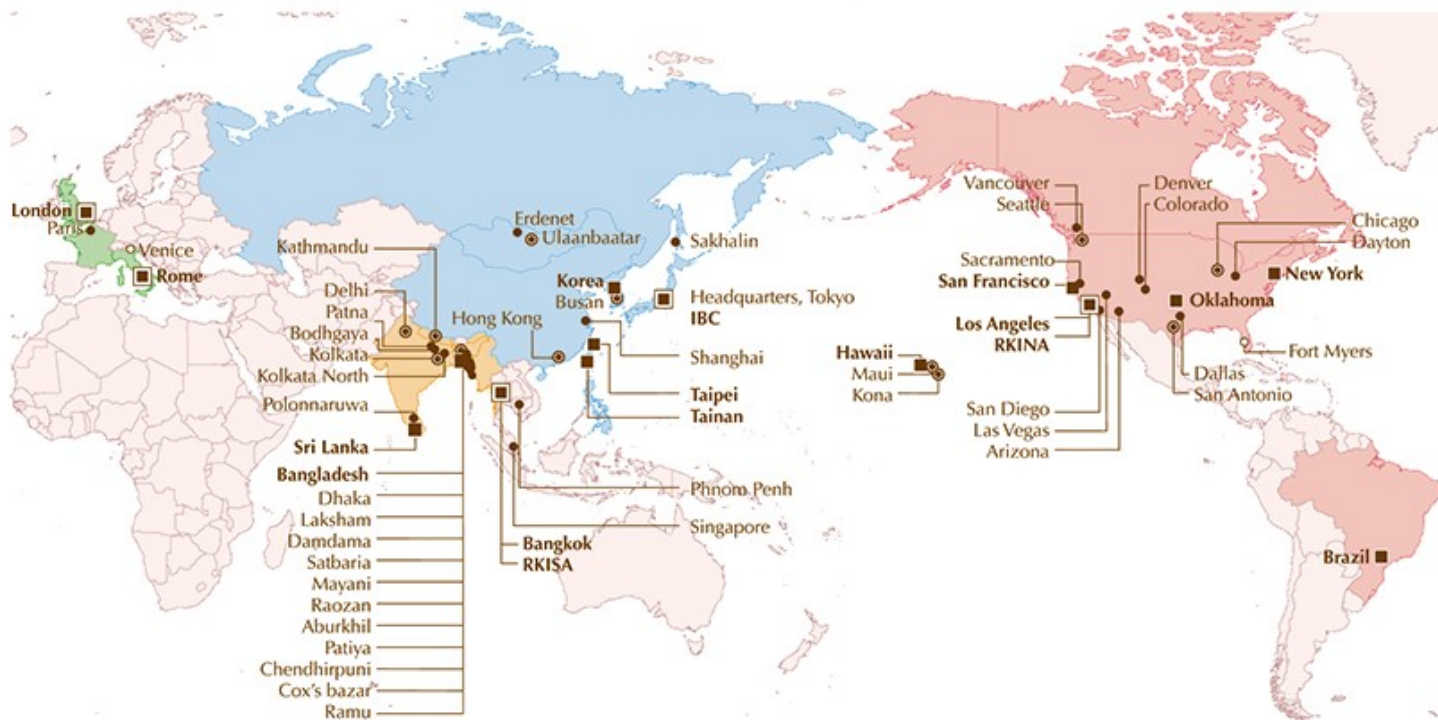 London
Paris
Venice
Rome
Kathmandu
Delhi
Patna
Bodhgaya
Kolkata
Kolkata North
Polonnaruwa
Sri Lanka
Bangladesh
Dhaka
Laksham
Damdama
Satbaria
Mayani
Raozan
Aburkhil
Patiya
Chendhirpuni
Cox's bazar
Ramu
Erdenet
Ulaanbaatar
Sakhalin
Korea
Busan
Hong Kong
Headquarters, Tokyo
IBC
Shanghai
Taipei
Tainan
Phnom Penh
Singapore
Bangkok
RKISA
Hawaii
Maui
Kona
Vancouver
Seattle
Sacramento
San Francisco
Los Angeles
RKINA
San Diego
Las Vegas
Arizona
Denver
Colorado
Chicago
Dayton
New York
Oklahoma
Fort Myers
Dallas
San Antonio
Brazil